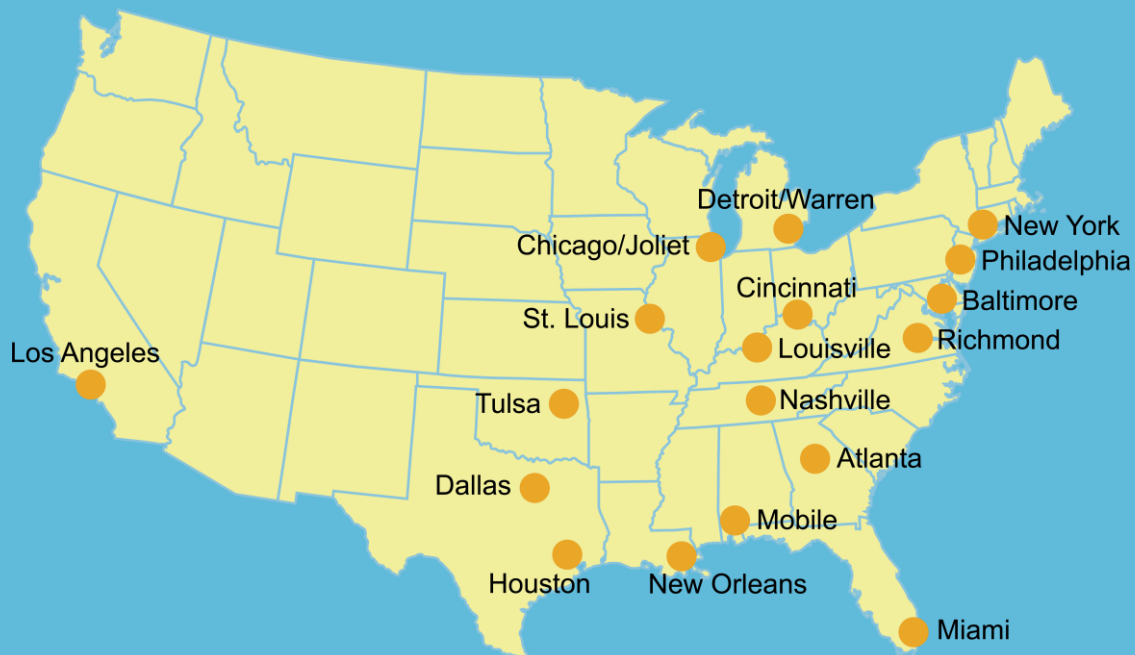 Detroit/Warren
New York
Chicago/Joliet
Philadelphia
Cincinnati
Baltimore
St. Louis
Richmond
Louisville
Los Angeles
Tulsa
Nashville
Atlanta
Dallas
Mobile
Houston
New Orleans
Miami